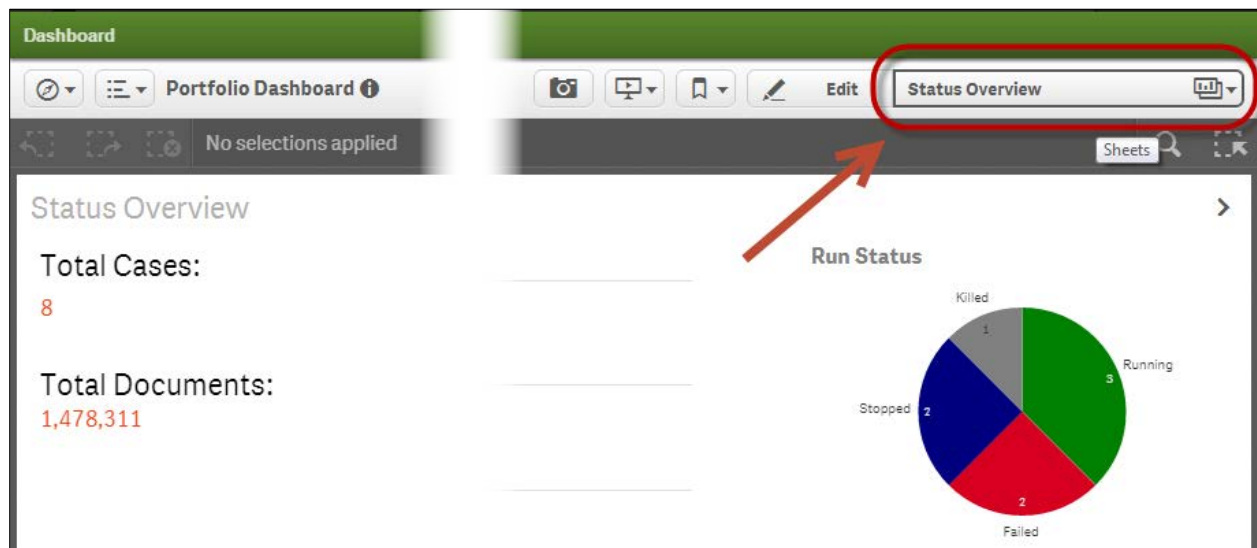 Dashboard
Portfolio Dashboard
Edit
Status Overview
No selections applied
Sheets
Status Overview
Total Cases:
8
Total Documents:
1,478,311
Run Status
Killed
1
Running
3
Stopped
2
2
Failed